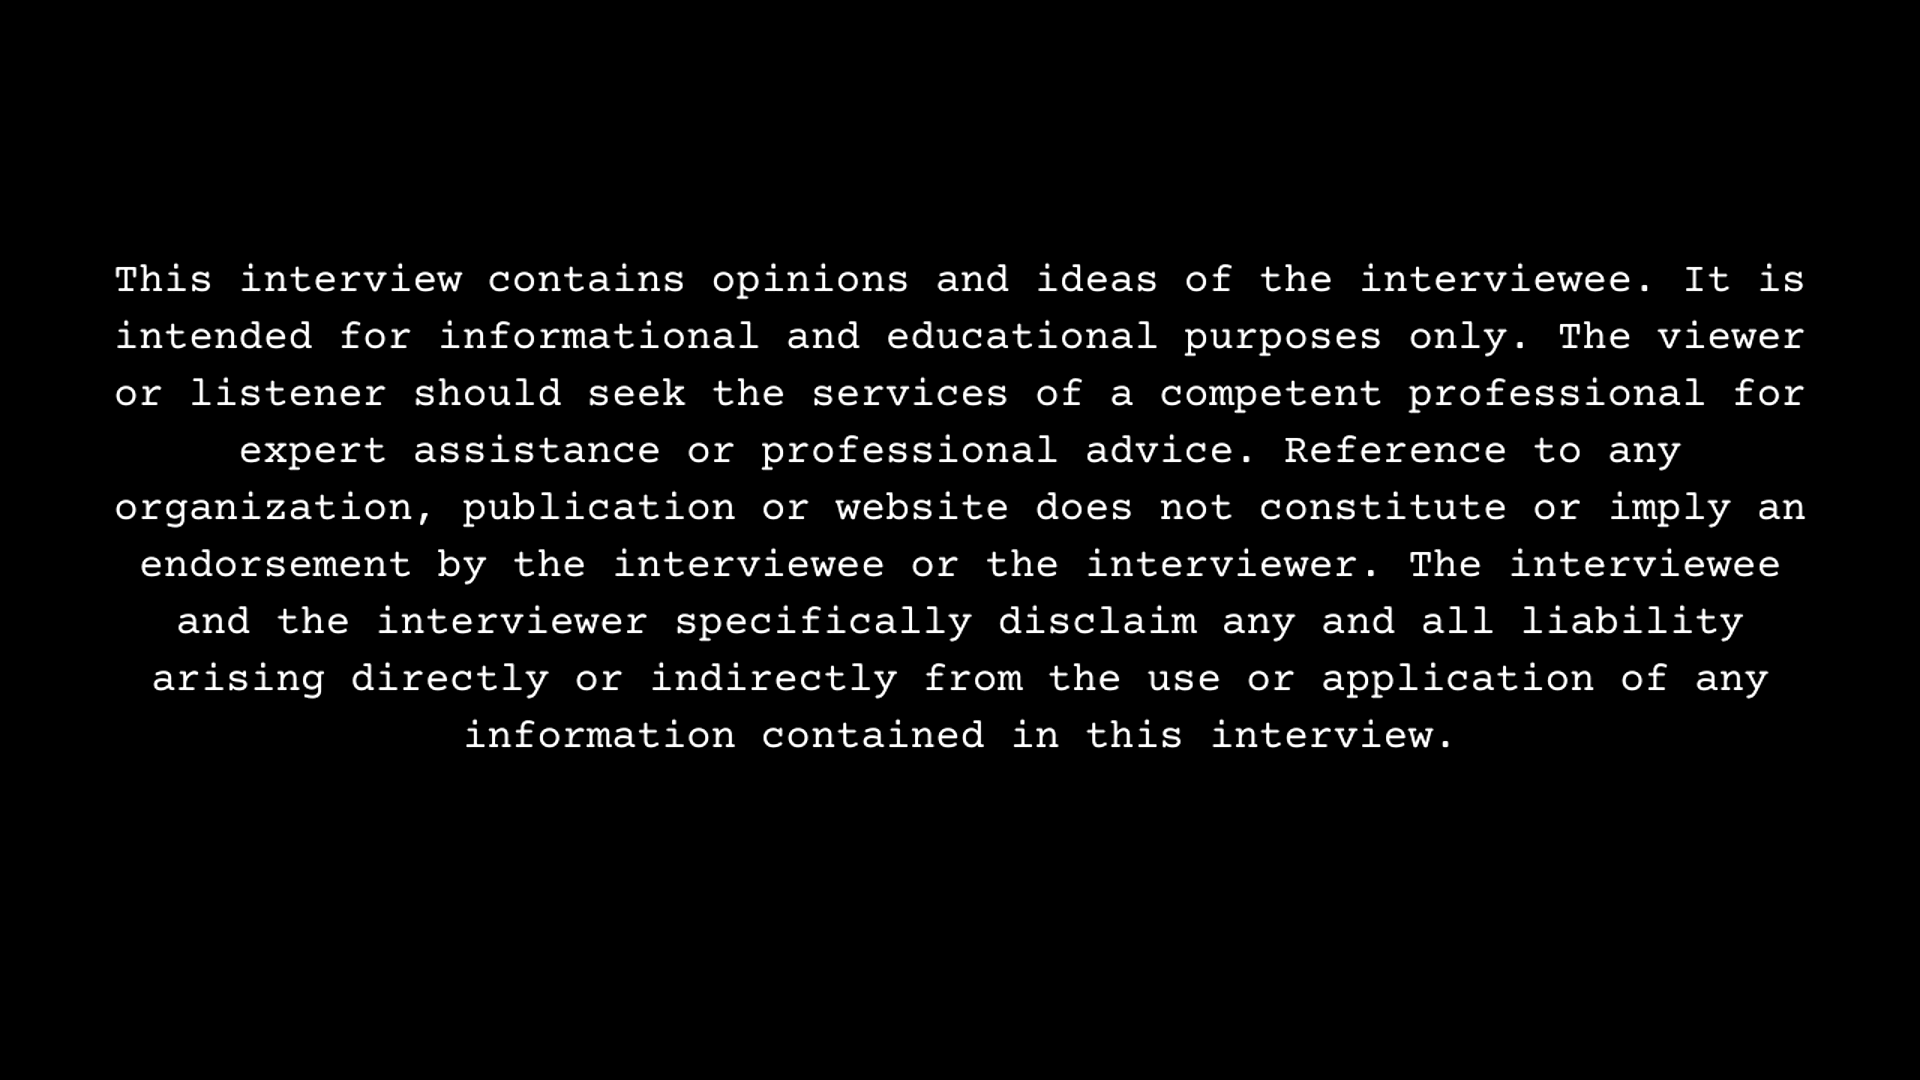 This interview contains opinions and ideas of the interviewee. It is
intended for informational and educational purposes only. The viewer
or listener should seek the services of a competent professional for
expert assistance or professional advice. Reference to any
organization, publication or website does not constitute or imply an
endorsement by the interviewee or the interviewer. The interviewee
and the interviewer specifically disclaim any and all liability
arising directly or indirectly from the use or application of any
information contained in this interview.